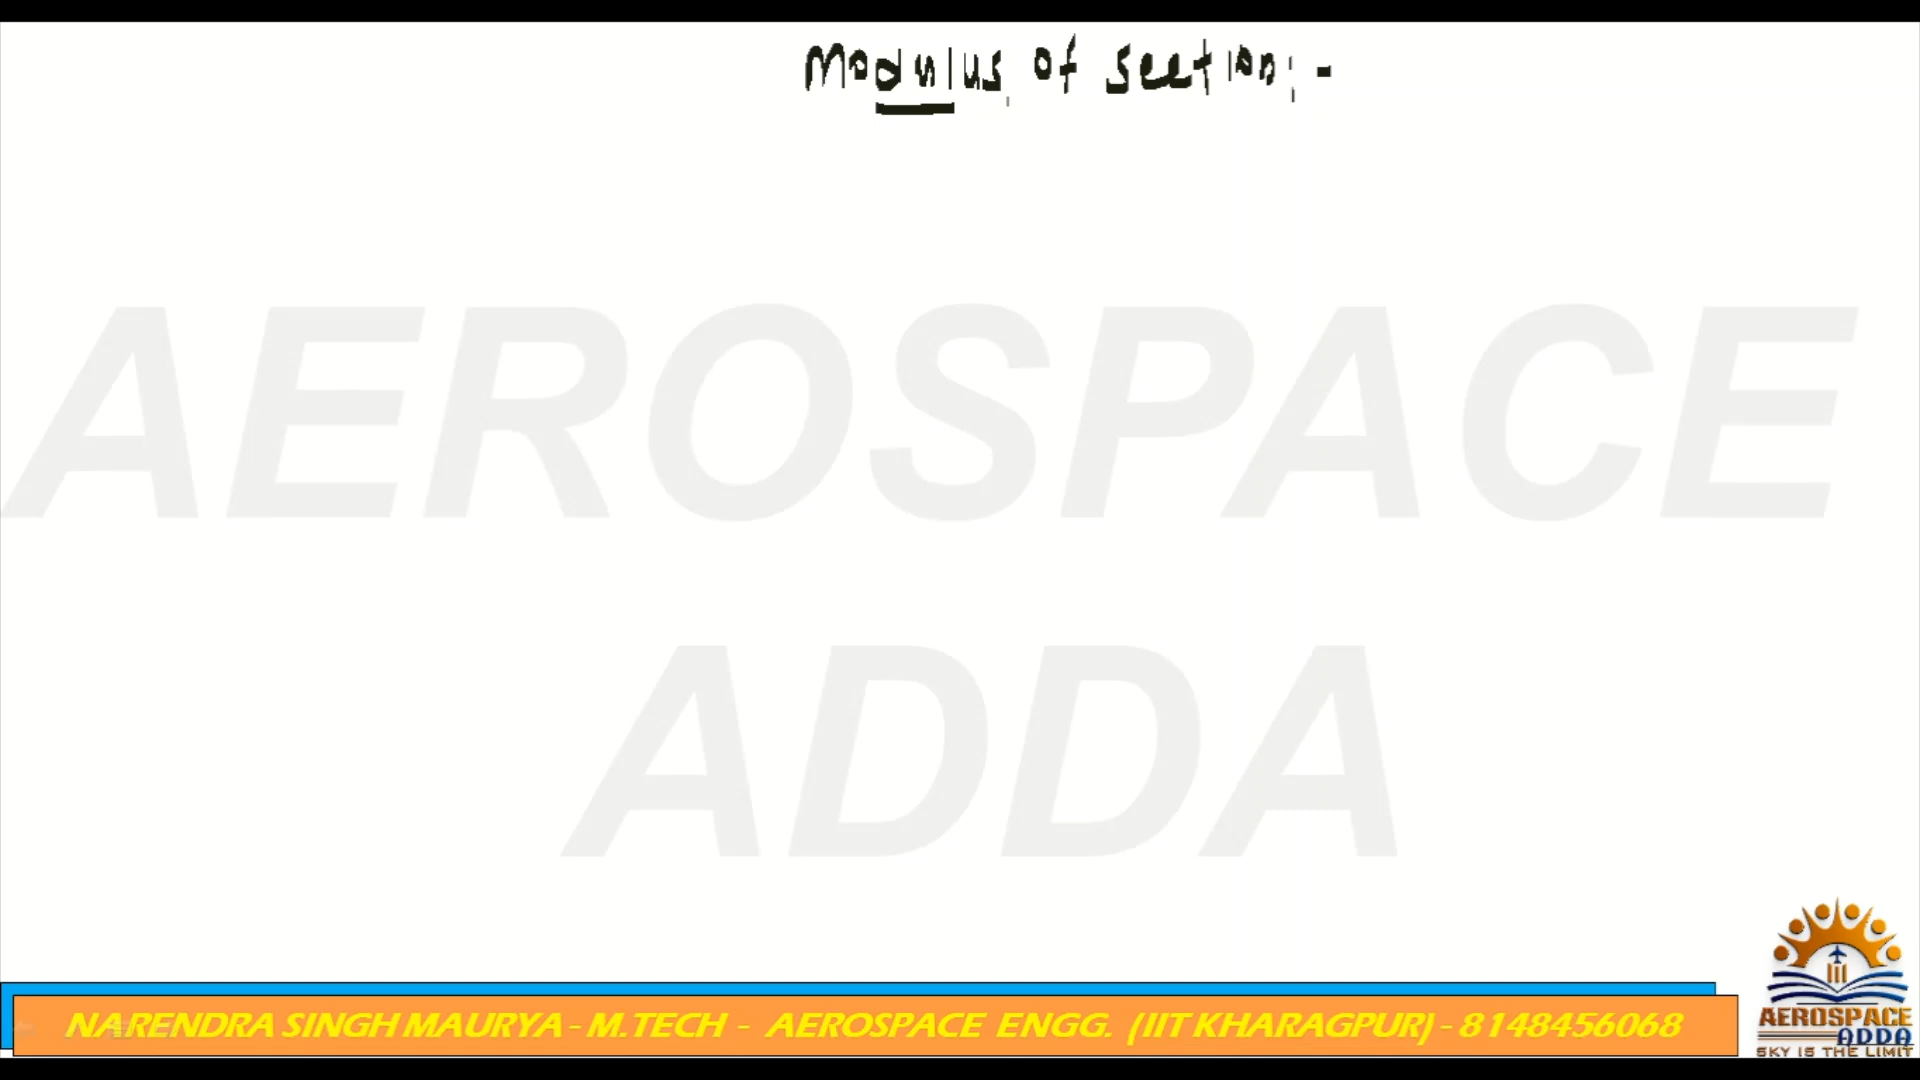 Modulus of section: -
AEROSPACE
ADDA
NARENDRA SINGH MAURYA - M.TECH - AEROSPACE ENGG. (IIT KHARAGPUR) - 8148456068
AEROSPACE
ADDA
SKY IS THE LIMIT